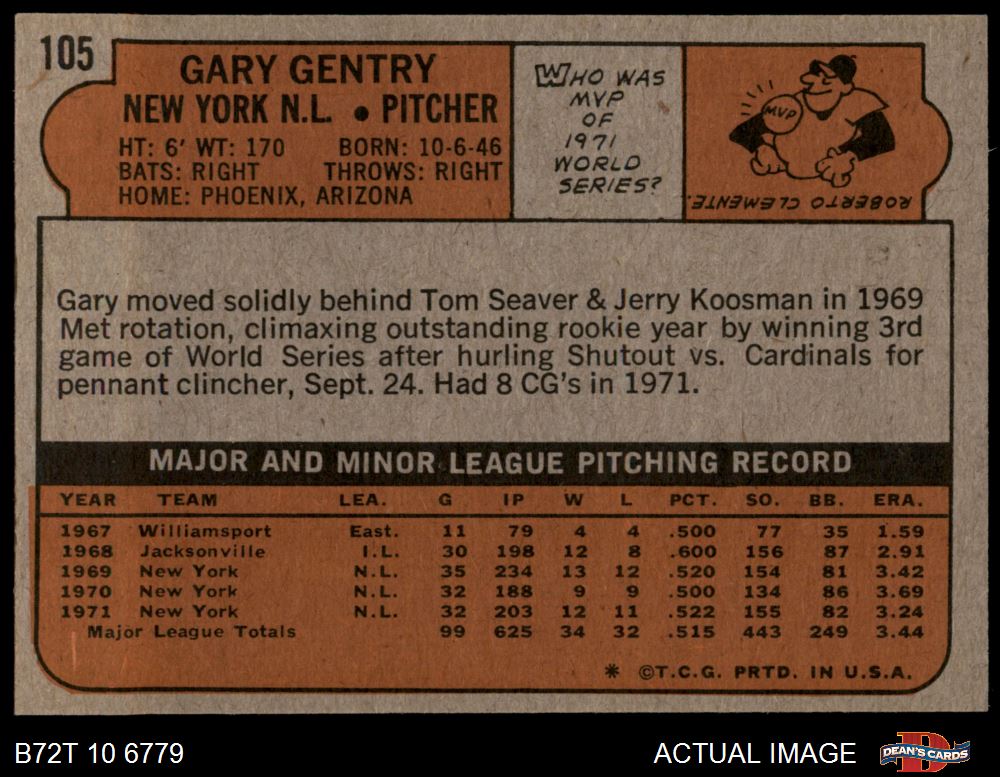 105
GARY GENTRY
NEW YORK N.L. • PITCHER
HT: 6' WT: 170 BORN: 10-6-46
BATS: RIGHT THROWS: RIGHT
HOME: PHOENIX, ARIZONA
WHO WAS
MVP
OF
1971
WORLD
SERIES?
MVP
ROBERTO CLEMENTE.
Gary moved solidly behind Tom Seaver & Jerry Koosman in 1969
Met rotation, climaxing outstanding rookie year by winning 3rd
game of World Series after hurling Shutout vs. Cardinals for
pennant clincher, Sept. 24. Had 8 CG's in 1971.
MAJOR AND MINOR LEAGUE PITCHING RECORD
YEAR TEAM LEA. G IP W L PCT. SO. BB. ERA.
1967 Williamsport East. 11 79 4 4 .500 77 35 1.59
1968 Jacksonville I.L. 30 198 12 8 .600 156 87 2.91
1969 New York N.L. 35 234 13 12 .520 154 81 3.42
1970 New York N.L. 32 188 9 9 .500 134 86 3.69
1971 New York N.L. 32 203 12 11 .522 155 82 3.24
Major League Totals 99 625 34 32 .515 443 249 3.44
* ©T.C.G. PRTD. IN U.S.A.
B72T 10 6779 ACTUAL IMAGE
D
DEAN'S CARDS